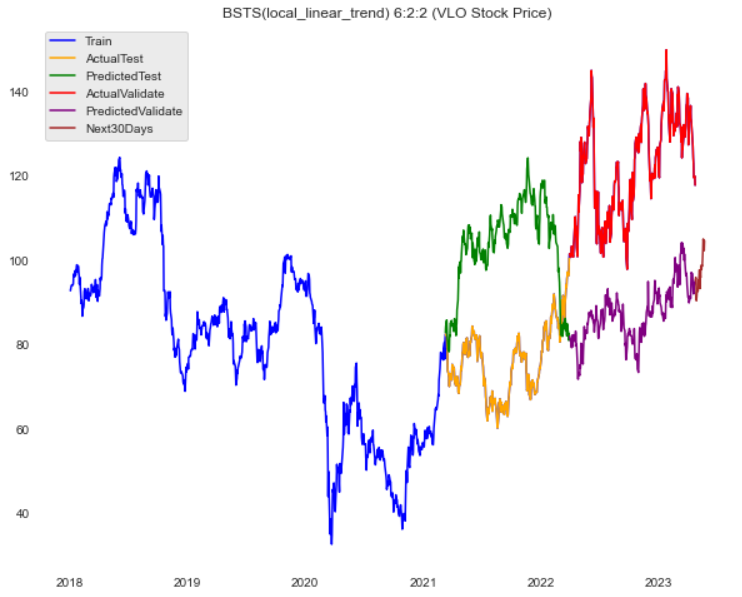 BSTS(local_linear_trend) 6:2:2 (VLO Stock Price)
Train
ActualTest
PredictedTest
ActualValidate
PredictedValidate
Next30Days
140
120
100
80
60
40
2018 2019 2020 2021 2022 2023